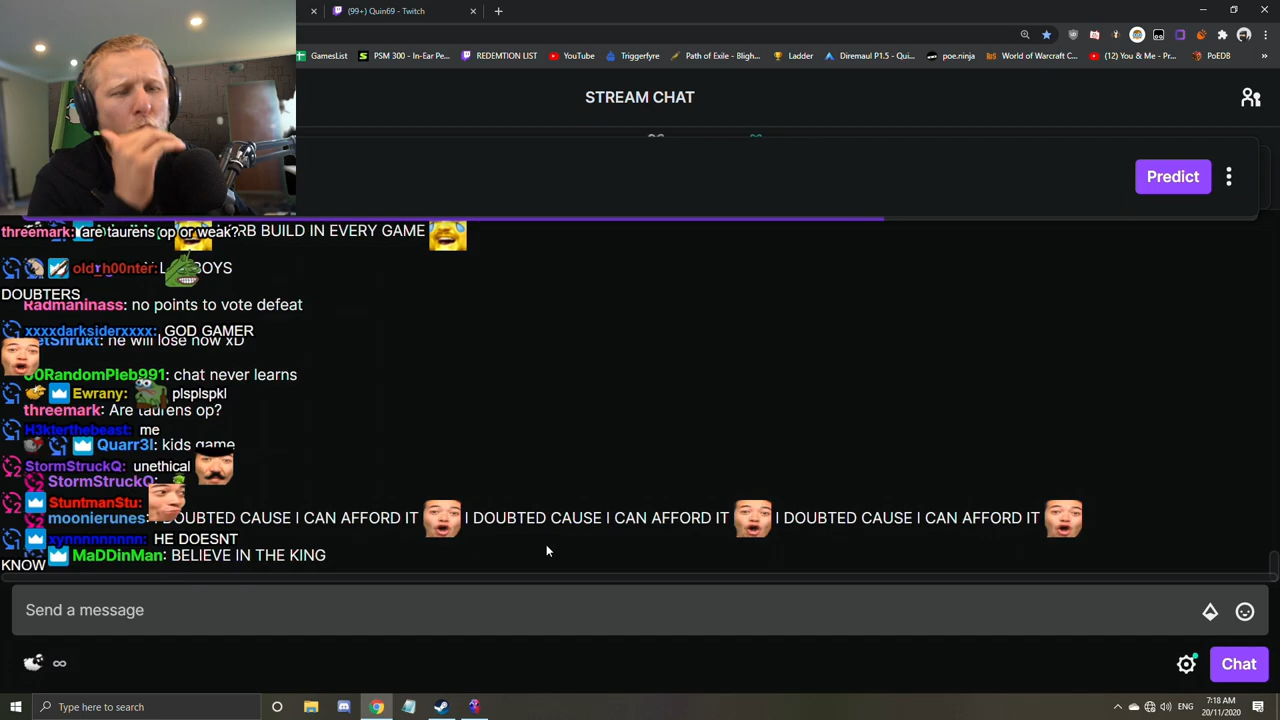 (99+) Quin69 - Twitch
GamesList
PSM 300 - In-Ear Pe...
REDEMTION LIST
YouTube
Triggerfyre
Path of Exile - Bligh...
Ladder
Diremaul P1.5 - Qui...
poe.ninja
World of Warcraft C...
(12) You & Me - Pr...
PoEDB
STREAM CHAT
Predict
threemark: are taurens op or weak?
RB BUILD IN EVERY GAME
old_h00nter: BOYS
DOUBTERS
Radmaninass: no points to vote defeat
xxxxdarksiderxxxx: GOD GAMER
he will lose now xD
00RandomPleb991: chat never learns
Ewrany: plsplspkl
threemark: Are taurens op?
H3kterthebeast: me
Quarr3l: kids game
StormStruckQ: unethical
StormStruckQ:
StuntmanStu:
moonierunes: I DOUBTED CAUSE I CAN AFFORD IT I DOUBTED CAUSE I CAN AFFORD IT I DOUBTED CAUSE I CAN AFFORD IT
HE DOESNT
MaDDinMan: BELIEVE IN THE KING
KNOW
Send a message
∞
Chat
Type here to search
7:18 AM
20/11/2020